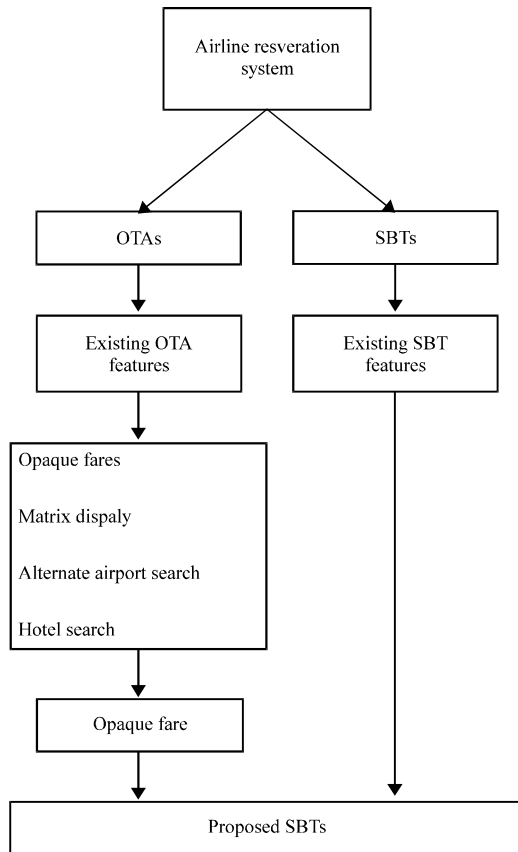 Airline resveration
system
OTAs
SBTs
Existing OTA
features
Existing SBT
features
Opaque fares
Matrix dispaly
Alternate airport search
Hotel search
Opaque fare
Proposed SBTs